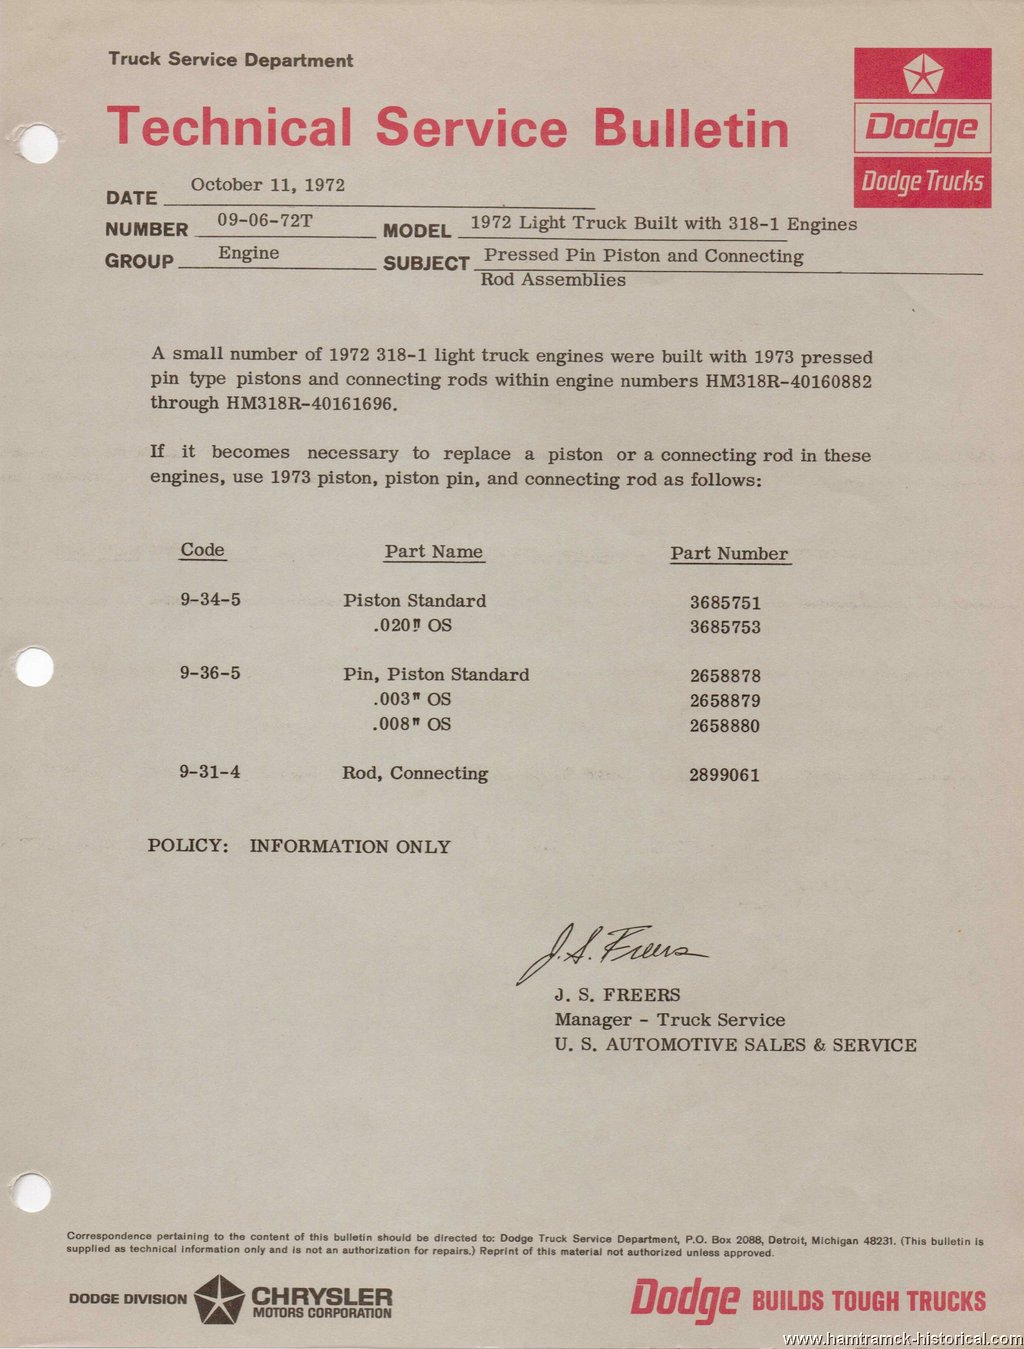 Truck Service Department
Technical Service Bulletin
Dodge
Dodge Trucks
DATE October 11, 1972
NUMBER 09-06-72T MODEL 1972 Light Truck Built with 318-1 Engines
GROUP Engine SUBJECT Pressed Pin Piston and Connecting
Rod Assemblies
A small number of 1972 318-1 light truck engines were built with 1973 pressed
pin type pistons and connecting rods within engine numbers HM318R-40160882
through HM318R-40161696.
If it becomes necessary to replace a piston or a connecting rod in these
engines, use 1973 piston, piston pin, and connecting rod as follows:
Code Part Name Part Number
9-34-5 Piston Standard 3685751
.020" OS 3685753
9-36-5 Pin, Piston Standard 2658878
.003" OS 2658879
.008" OS 2658880
9-31-4 Rod, Connecting 2899061
POLICY: INFORMATION ONLY
J. S. Freers
J. S. FREERS
Manager - Truck Service
U. S. AUTOMOTIVE SALES & SERVICE
Correspondence pertaining to the content of this bulletin should be directed to: Dodge Truck Service Department, P.O. Box 2088, Detroit, Michigan 48231. (This bulletin is
supplied as technical information only and is not an authorization for repairs.) Reprint of this material not authorized unless approved.
DODGE DIVISION CHRYSLER
MOTORS CORPORATION
Dodge BUILDS TOUGH TRUCKS
www.hamtramck-historical.com